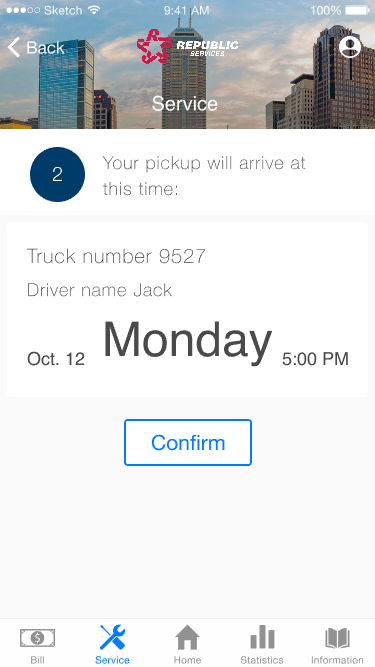 Sketch 9:41 AM 100%
Back
REPUBLIC
SERVICES
Service
2
Your pickup will arrive at
this time:
Truck number 9527
Driver name Jack
Oct. 12 Monday 5:00 PM
Confirm
Bill Service Home Statistics Information